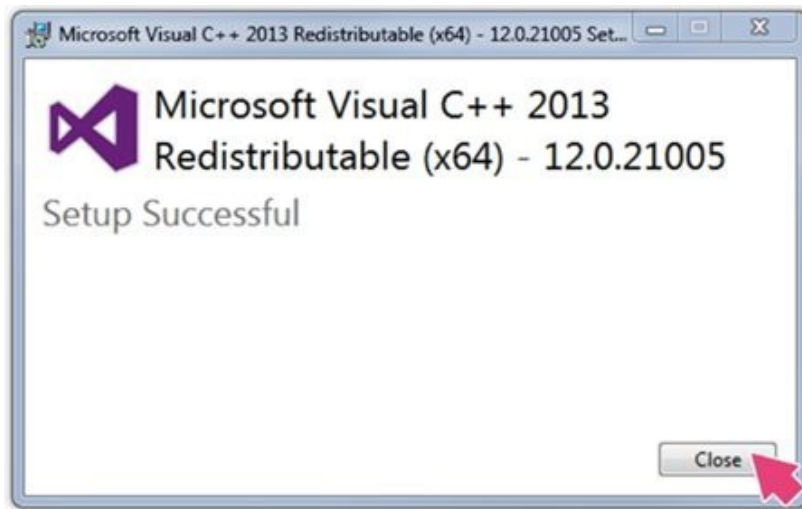 Microsoft Visual C++ 2013 Redistributable (x64) - 12.0.21005 Set...
Microsoft Visual C++ 2013
Redistributable (x64) - 12.0.21005
Setup Successful
Close